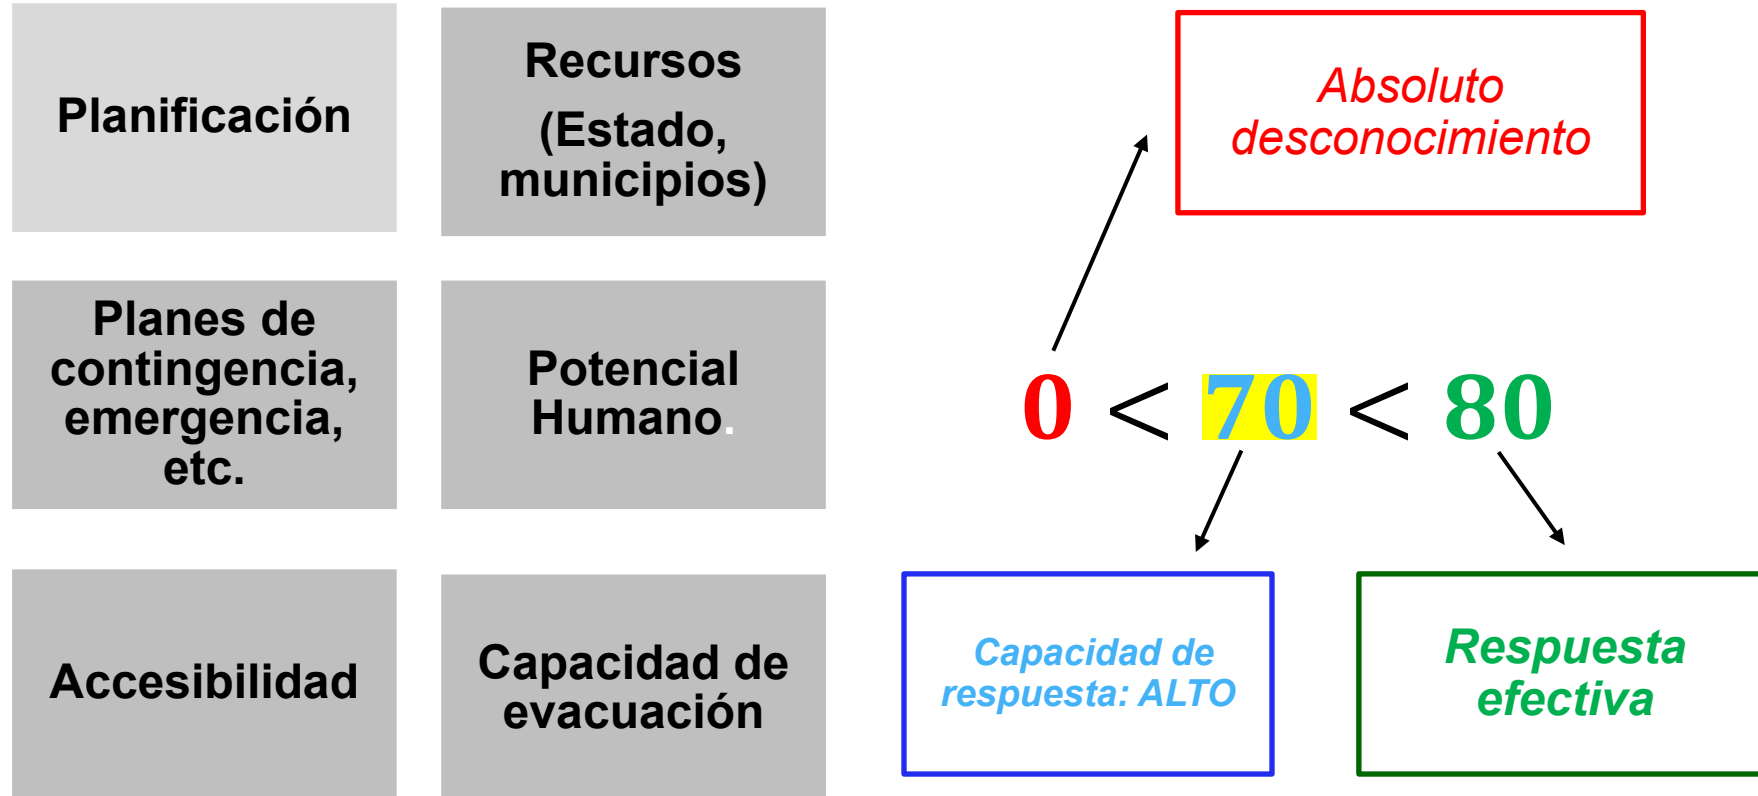 Planificación
Recursos
(Estado,
municipios)
Planes de
contingencia,
emergencia,
etc.
Potencial
Humano.
Accesibilidad
Capacidad de
evacuación
Absoluto
desconocimiento
0 < 70 < 80
Capacidad de
respuesta: ALTO
Respuesta
efectiva